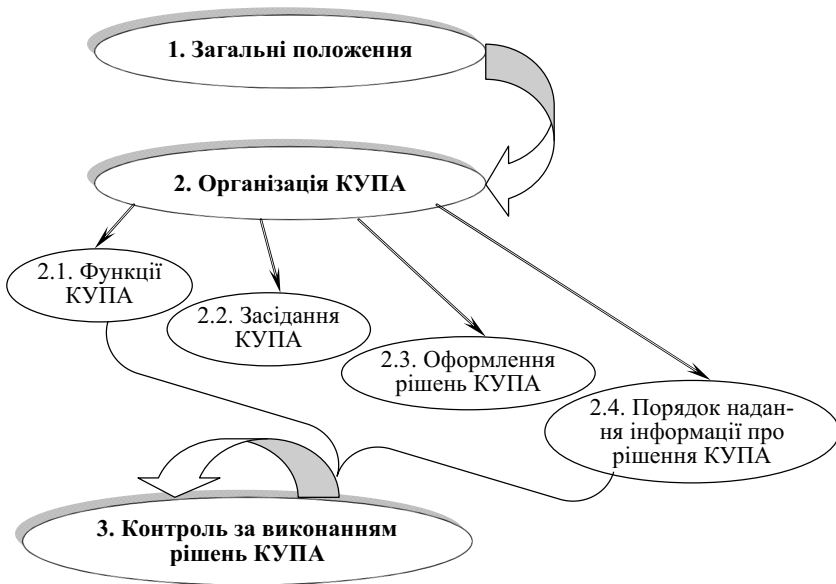 1. Загальні положення
2. Організація КУПА
2.1. Функції
КУПА
2.2. Засідання
КУПА
2.3. Оформлення
рішень КУПА
2.4. Порядок надан-
ня інформації про
рішення КУПА
3. Контроль за виконанням
рішень КУПА